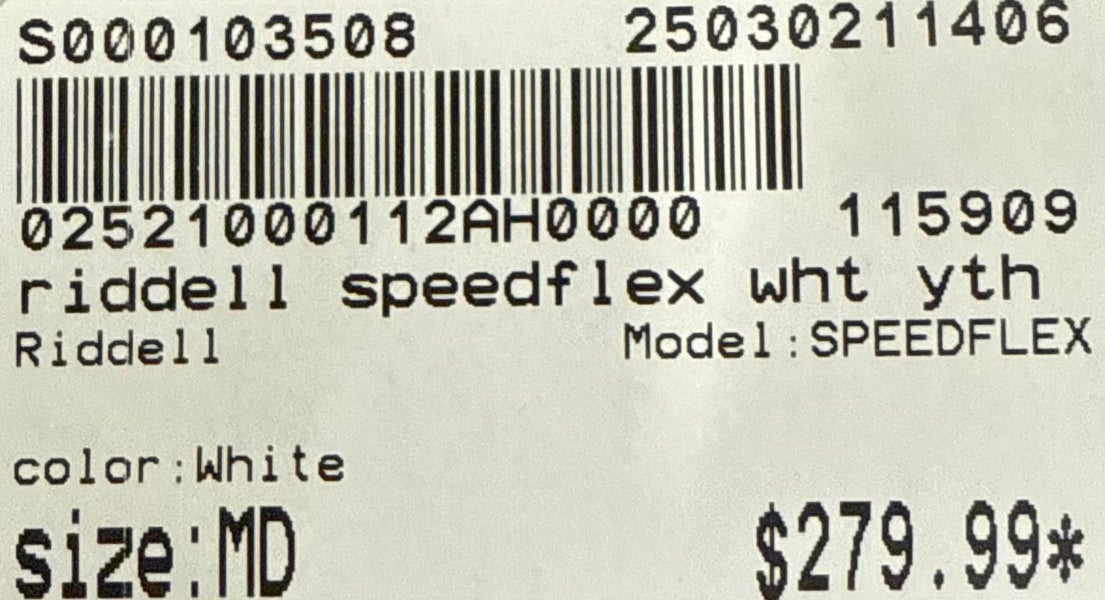 S000103508 25030211406
02521000112AH0000 115909
riddell speedflex wht yth
Riddell Model:SPEEDFLEX
color:White
size:MD $279.99*